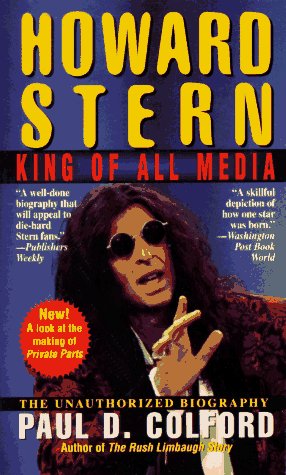 HOWARD
STERN
KING OF ALL MEDIA
"A well-done
biography that
will appeal to
die-hard
Stern fans."
—Publishers
Weekly
"A skillful
depiction of
how one star
was born."
—Washington
Post Book
World
New!
A look at the
making of
Private Parts
THE UNAUTHORIZED BIOGRAPHY
PAUL D. COLFORD
Author of The Rush Limbaugh Story